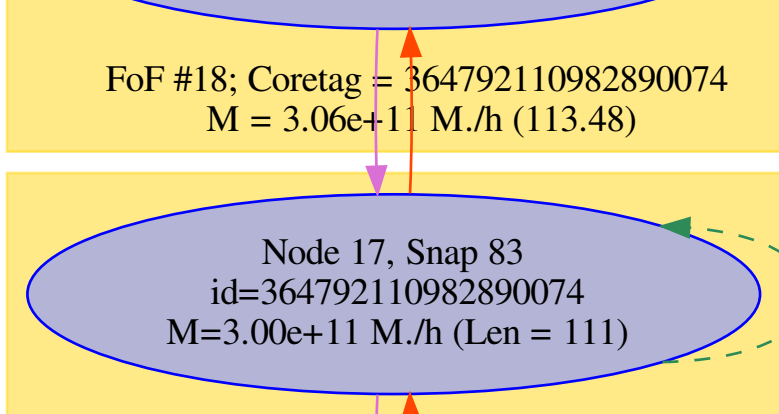 FoF #18; Coretag = 364792110982890074
M = 3.06e+11 M./h (113.48)
Node 17, Snap 83
id=364792110982890074
M=3.00e+11 M./h (Len = 111)